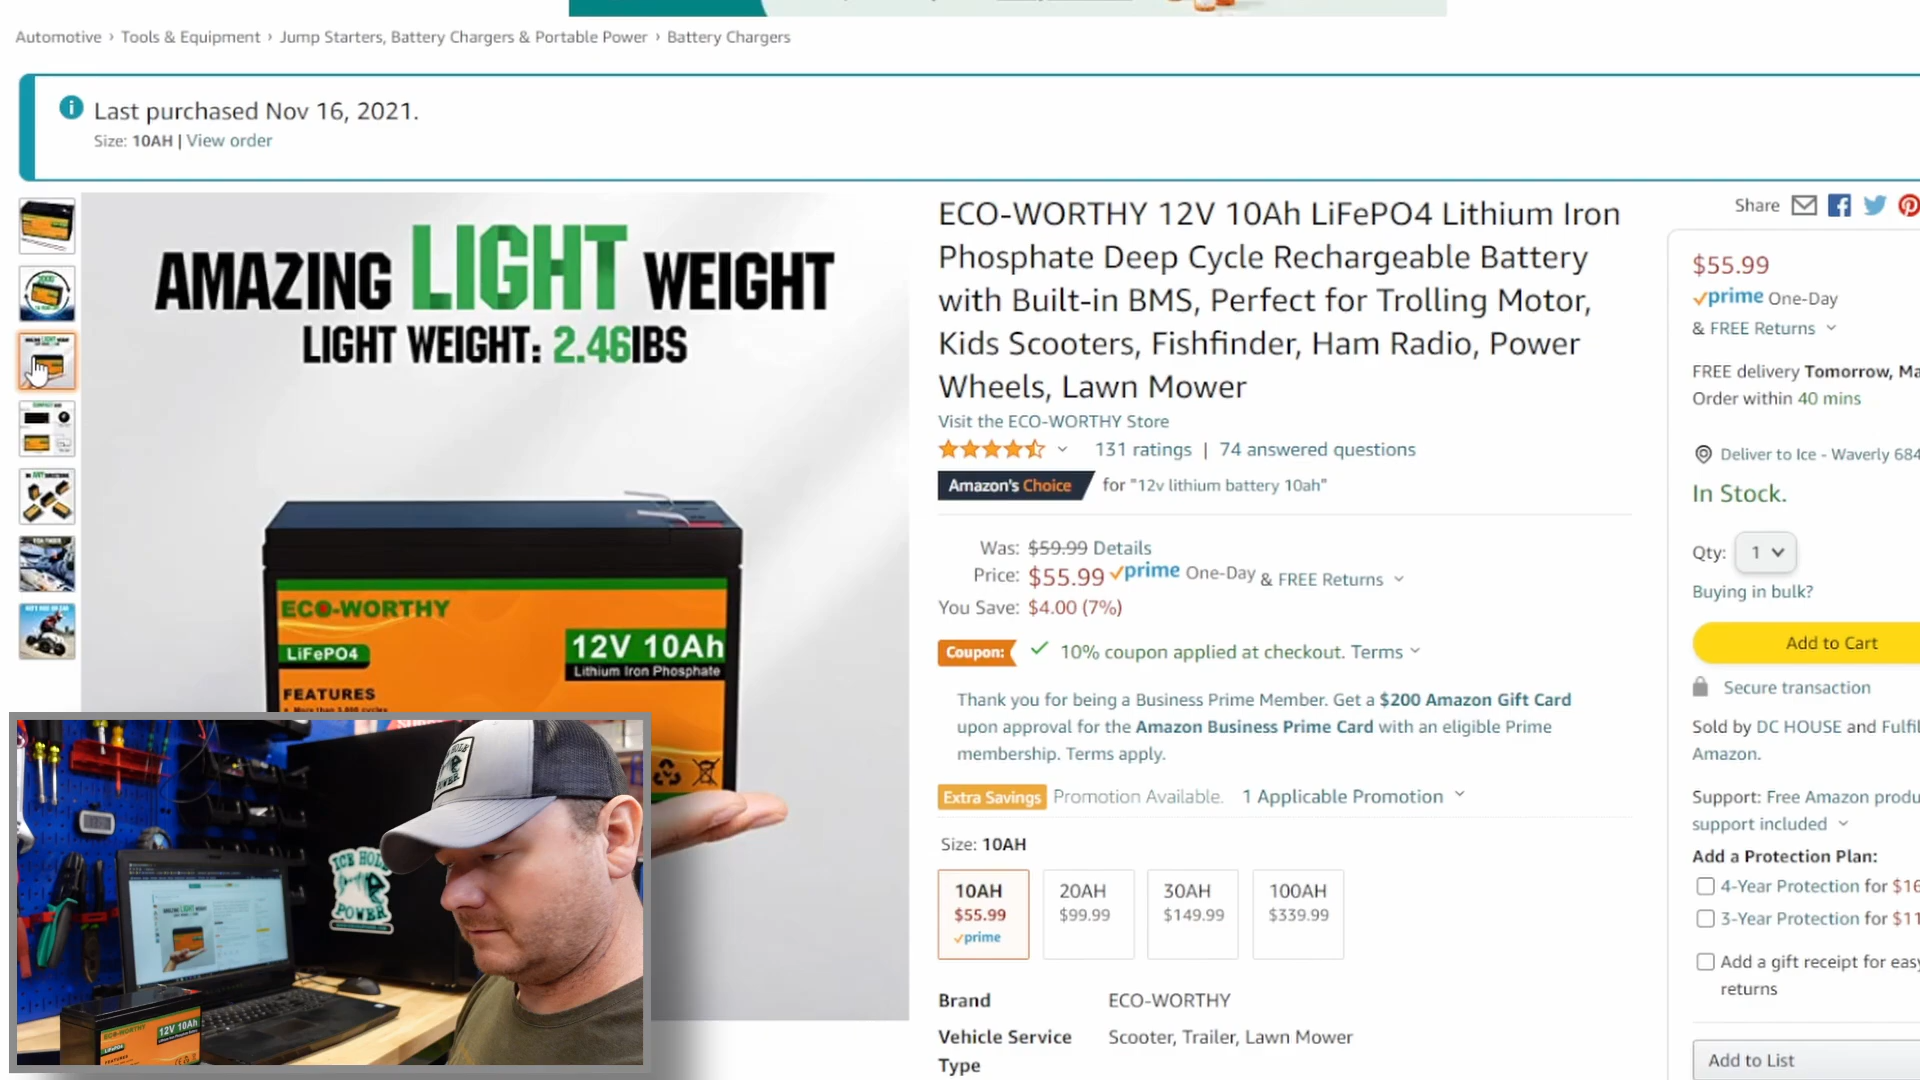 Automotive › Tools & Equipment › Jump Starters, Battery Chargers & Portable Power › Battery Chargers
Last purchased Nov 16, 2021.
Size: 10AH | View order
AMAZING LIGHT WEIGHT
LIGHT WEIGHT: 2.46IBS
ECO-WORTHY
LiFePO4
12V 10Ah
Lithium Iron Phosphate
FEATURES
ECO-WORTHY 12V 10Ah LiFePO4 Lithium Iron
Phosphate Deep Cycle Rechargeable Battery
with Built-in BMS, Perfect for Trolling Motor,
Kids Scooters, Fishfinder, Ham Radio, Power
Wheels, Lawn Mower
Visit the ECO-WORTHY Store
131 ratings | 74 answered questions
Amazon's Choice for "12v lithium battery 10ah"
Was: $59.99 Details
Price: $55.99 prime One-Day & FREE Returns
You Save: $4.00 (7%)
Coupon: 10% coupon applied at checkout. Terms
Thank you for being a Business Prime Member. Get a $200 Amazon Gift Card
upon approval for the Amazon Business Prime Card with an eligible Prime
membership. Terms apply.
Extra Savings Promotion Available. 1 Applicable Promotion
Size: 10AH
10AH
$55.99
prime
20AH
$99.99
30AH
$149.99
100AH
$339.99
Brand ECO-WORTHY
Vehicle Service Scooter, Trailer, Lawn Mower
Type
Share
$55.99
prime One-Day
& FREE Returns
FREE delivery Tomorrow, Ma
Order within 40 mins
Deliver to Ice - Waverly 684
In Stock.
Qty: 1
Buying in bulk?
Add to Cart
Secure transaction
Sold by DC HOUSE and Fulfil
Amazon.
Support: Free Amazon produ
support included
Add a Protection Plan:
4-Year Protection for $16
3-Year Protection for $11
Add a gift receipt for easy
returns
Add to List
ICE HOLE
POWER
AMAZING LIGHT WEIGHT
ECO-WORTHY
12V 10Ah
LiFePO4
FEATURES